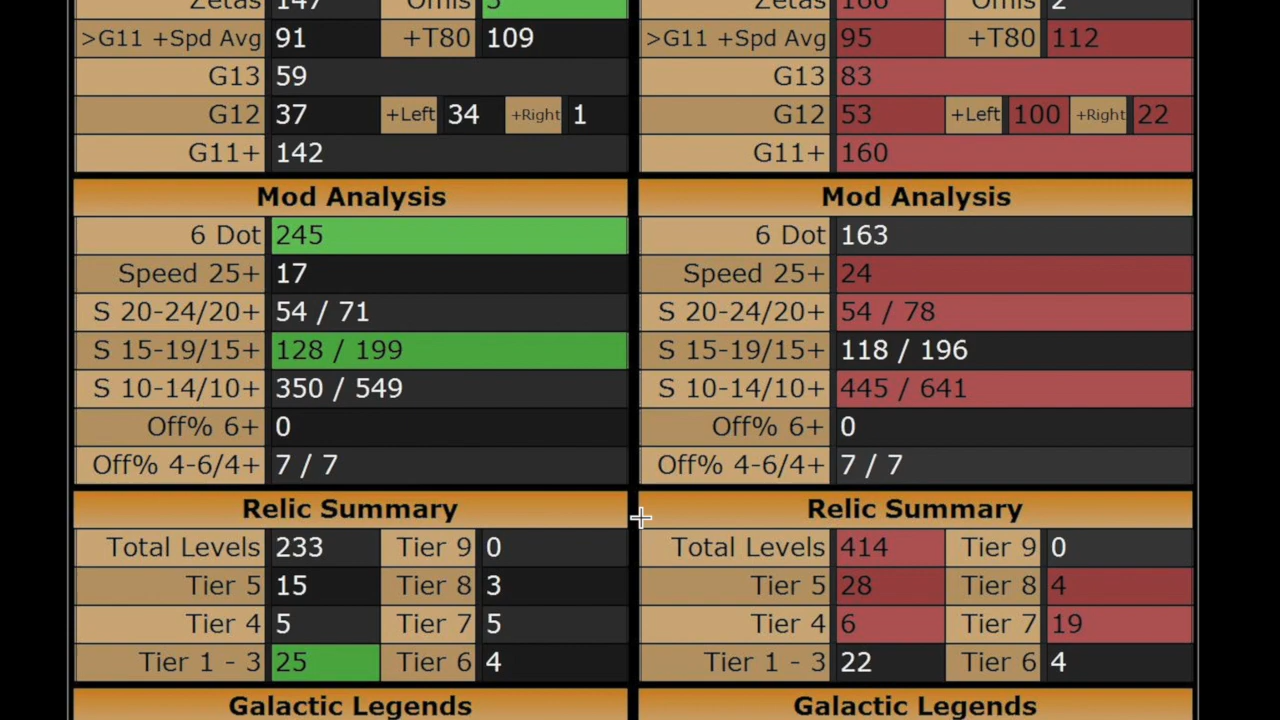 Zetas 147 Omis 5 Zetas 166 Omis 2
>G11 +Spd Avg 91 +T80 109 >G11 +Spd Avg 95 +T80 112
G13 59 G13 83
G12 37 +Left 34 +Right 1 G12 53 +Left 100 +Right 22
G11+ 142 G11+ 160
Mod Analysis Mod Analysis
6 Dot 245 6 Dot 163
Speed 25+ 17 Speed 25+ 24
S 20-24/20+ 54 / 71 S 20-24/20+ 54 / 78
S 15-19/15+ 128 / 199 S 15-19/15+ 118 / 196
S 10-14/10+ 350 / 549 S 10-14/10+ 445 / 641
Off% 6+ 0 Off% 6+ 0
Off% 4-6/4+ 7 / 7 Off% 4-6/4+ 7 / 7
Relic Summary Relic Summary
Total Levels 233 Tier 9 0 Total Levels 414 Tier 9 0
Tier 5 15 Tier 8 3 Tier 5 28 Tier 8 4
Tier 4 5 Tier 7 5 Tier 4 6 Tier 7 19
Tier 1 - 3 25 Tier 6 4 Tier 1 - 3 22 Tier 6 4
Galactic Legends Galactic Legends